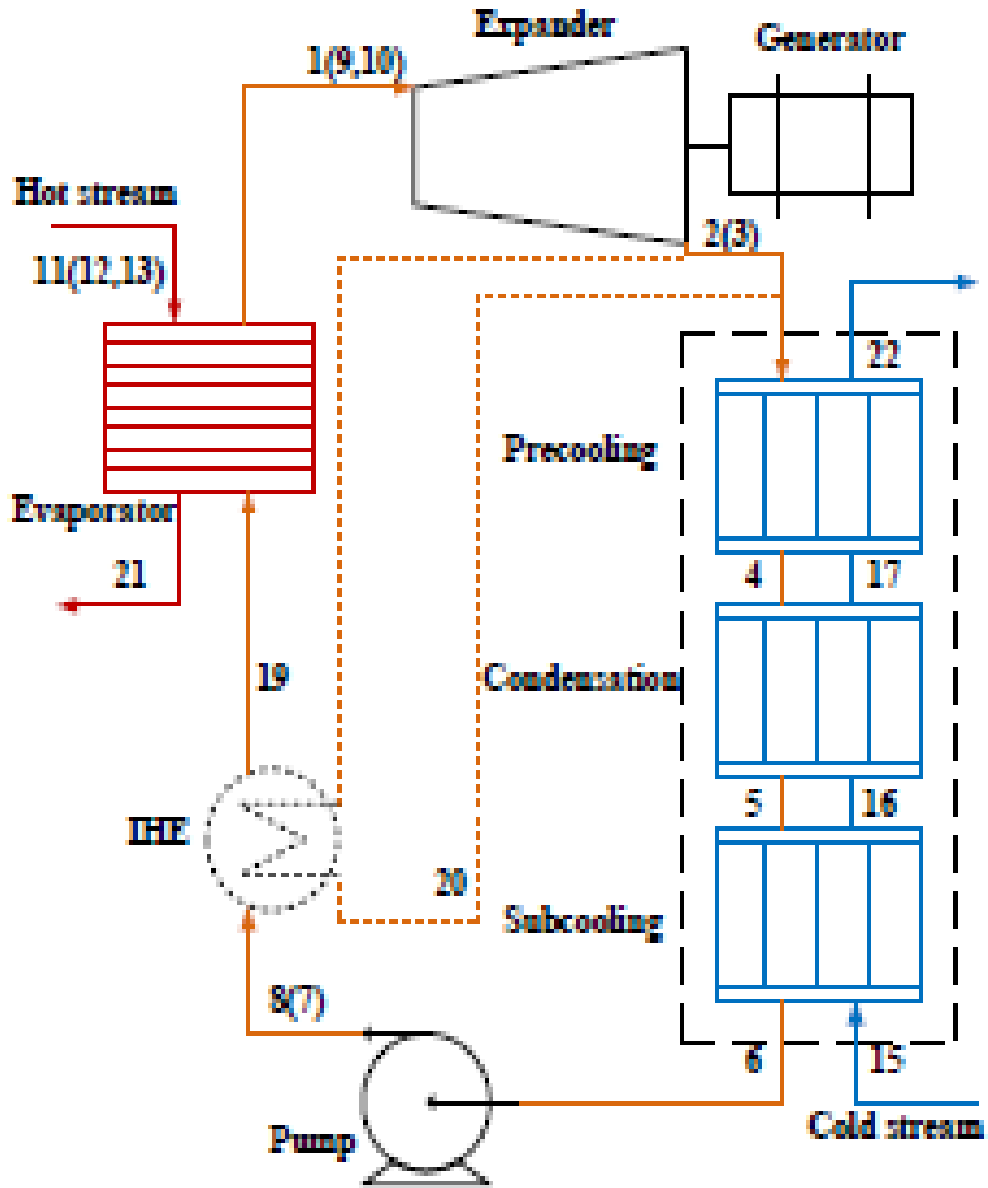 Expander
Generator
1(9,10)
Hot stream
11(12,13)
2(3)
22
Precooling
Evaporator
21
4
17
19
Condensation
5
16
IHE
20
Subcooling
8(7)
6
15
Pump
Cold stream